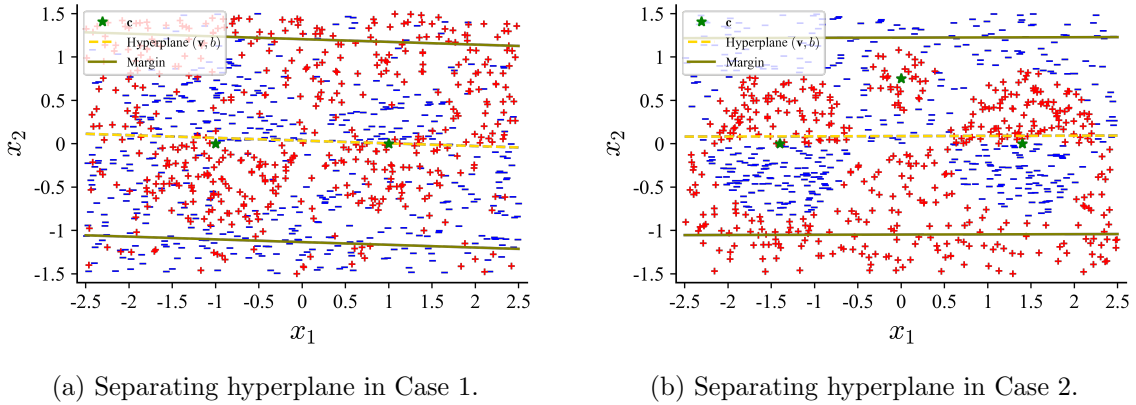 1.5
1
0.5
0
-0.5
-1
-1.5
x2
c
Hyperplane (v, b)
Margin
-2.5 -2 -1.5 -1 -0.5 0 0.5 1 1.5 2 2.5
x1
(a) Separating hyperplane in Case 1.
1.5
1
0.5
0
-0.5
-1
-1.5
x2
c
Hyperplane (v, b)
Margin
-2.5 -2 -1.5 -1 -0.5 0 0.5 1 1.5 2 2.5
x1
(b) Separating hyperplane in Case 2.